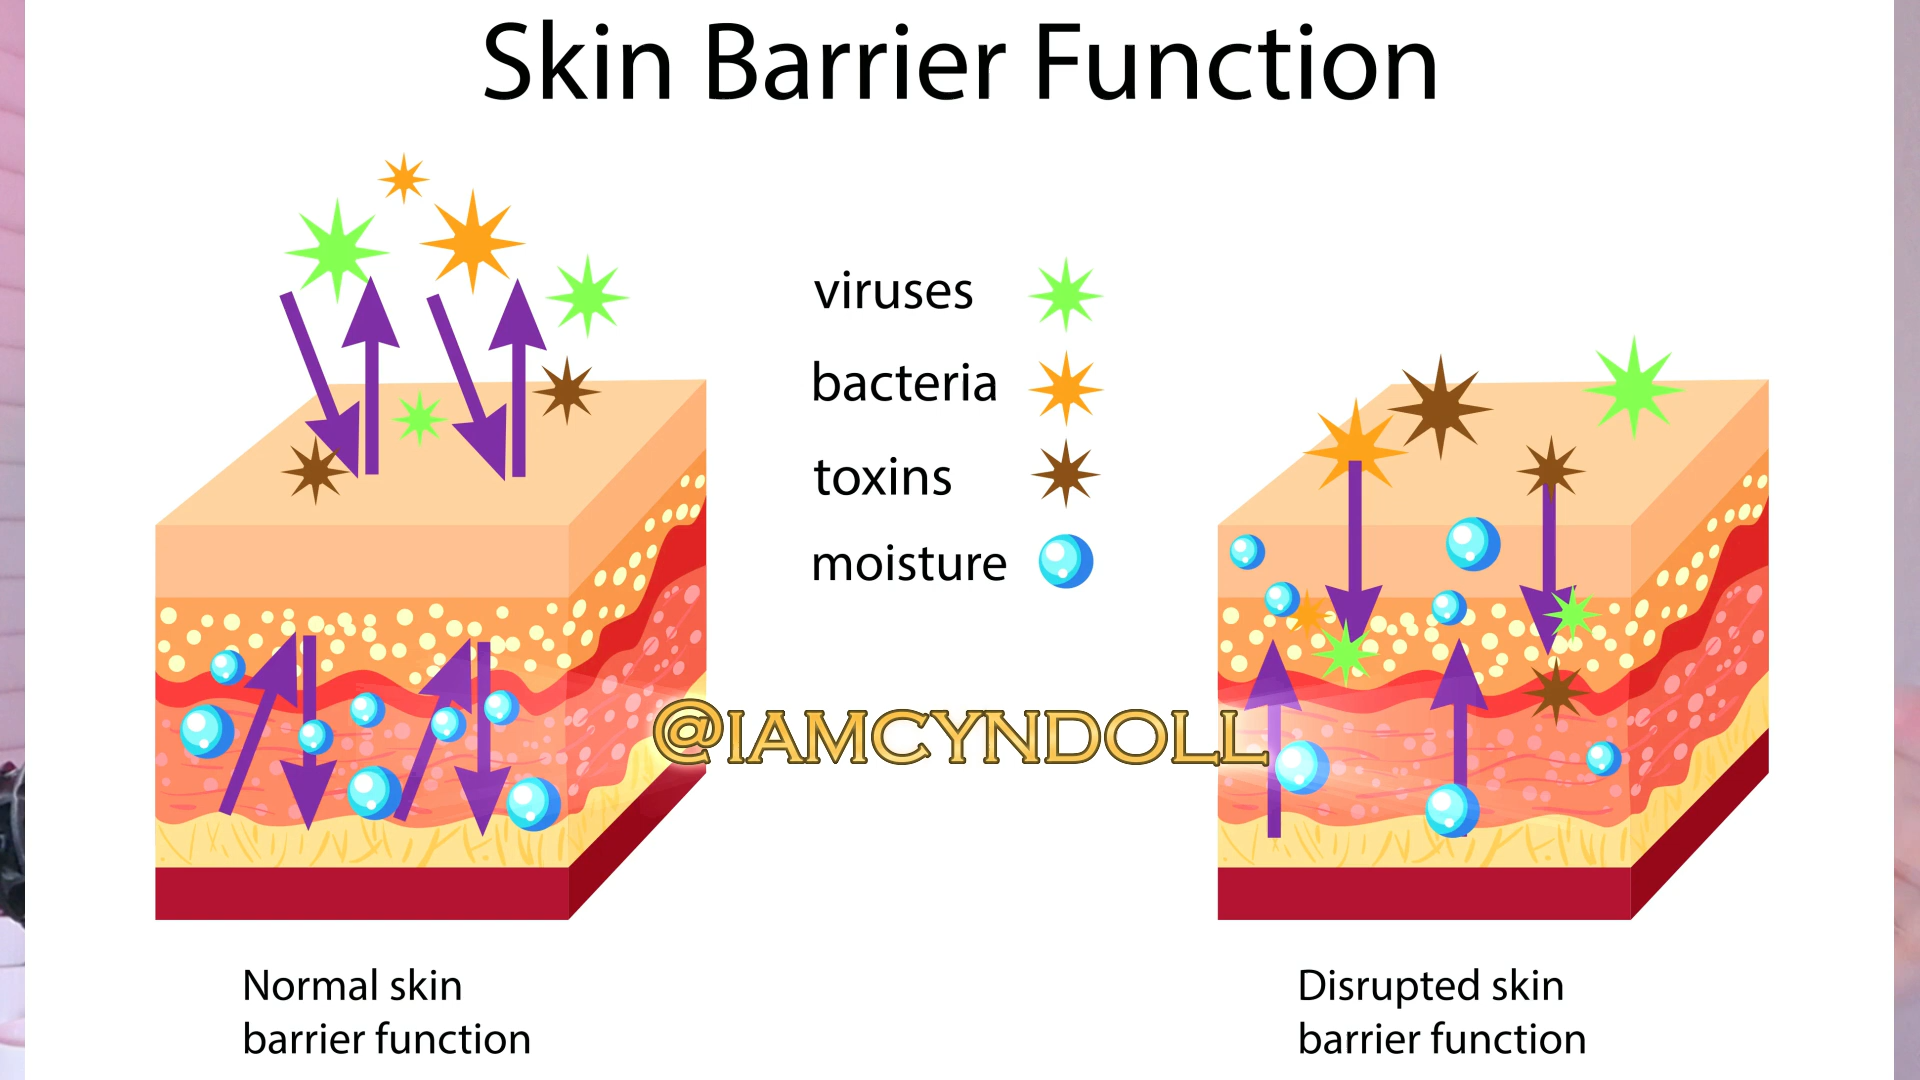 Skin Barrier Function
viruses
bacteria
toxins
moisture
@IAMCYNDOLL
Normal skin
barrier function
Disrupted skin
barrier function